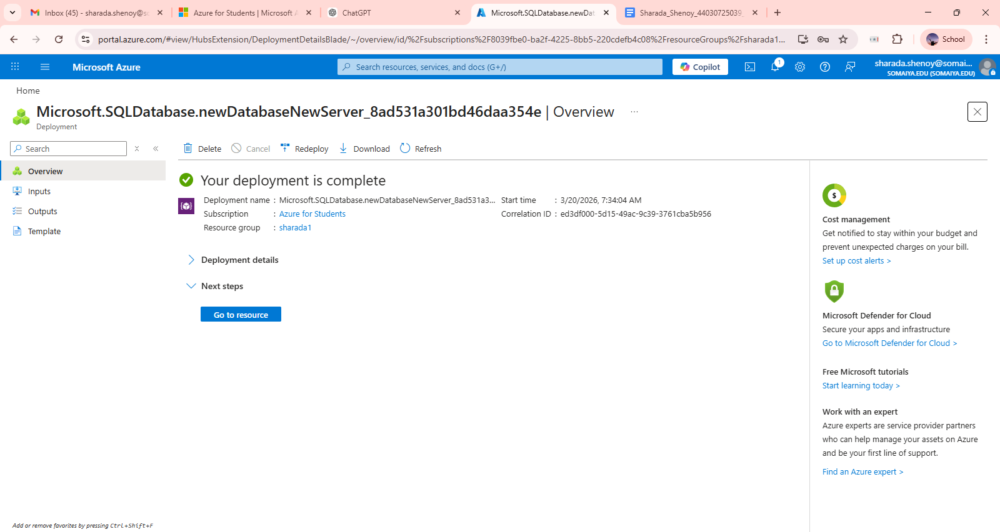 Inbox (45) - sharada.shenoy@so
Azure for Students | Microsoft A
ChatGPT
Microsoft.SQLDatabase.newDat
Sharada_Shenoy_44030725039_
portal.azure.com/#view/HubsExtension/DeploymentDetailsBlade/~/overview/id/%2Fsubscriptions%2F8039fbe0-ba2f-4225-8bb5-220cdefb4c08%2FresourceGroups%2Fsharada1...
School
Microsoft Azure
Search resources, services, and docs (G+/)
Copilot
1
sharada.shenoy@somai...
SOMAIYA.EDU (SOMAIYA.EDU)
Home
Microsoft.SQLDatabase.newDatabaseNewServer_8ad531a301bd46daa354e | Overview ...
Deployment
Search
Delete Cancel Redeploy Download Refresh
Overview
Inputs
Outputs
Template
Your deployment is complete
Deployment name : Microsoft.SQLDatabase.newDatabaseNewServer_8ad531a3...
Subscription : Azure for Students
Resource group : sharada1
Start time : 3/20/2026, 7:34:04 AM
Correlation ID : ed3df000-5d15-49ac-9c39-3761cba5b956
Deployment details
Next steps
Go to resource
$
Cost management
Get notified to stay within your budget and
prevent unexpected charges on your bill.
Set up cost alerts >
Microsoft Defender for Cloud
Secure your apps and infrastructure
Go to Microsoft Defender for Cloud >
Free Microsoft tutorials
Start learning today >
Work with an expert
Azure experts are service provider partners
who can help manage your assets on Azure
and be your first line of support.
Find an Azure expert >
Add or remove favorites by pressing Ctrl+Shift+F